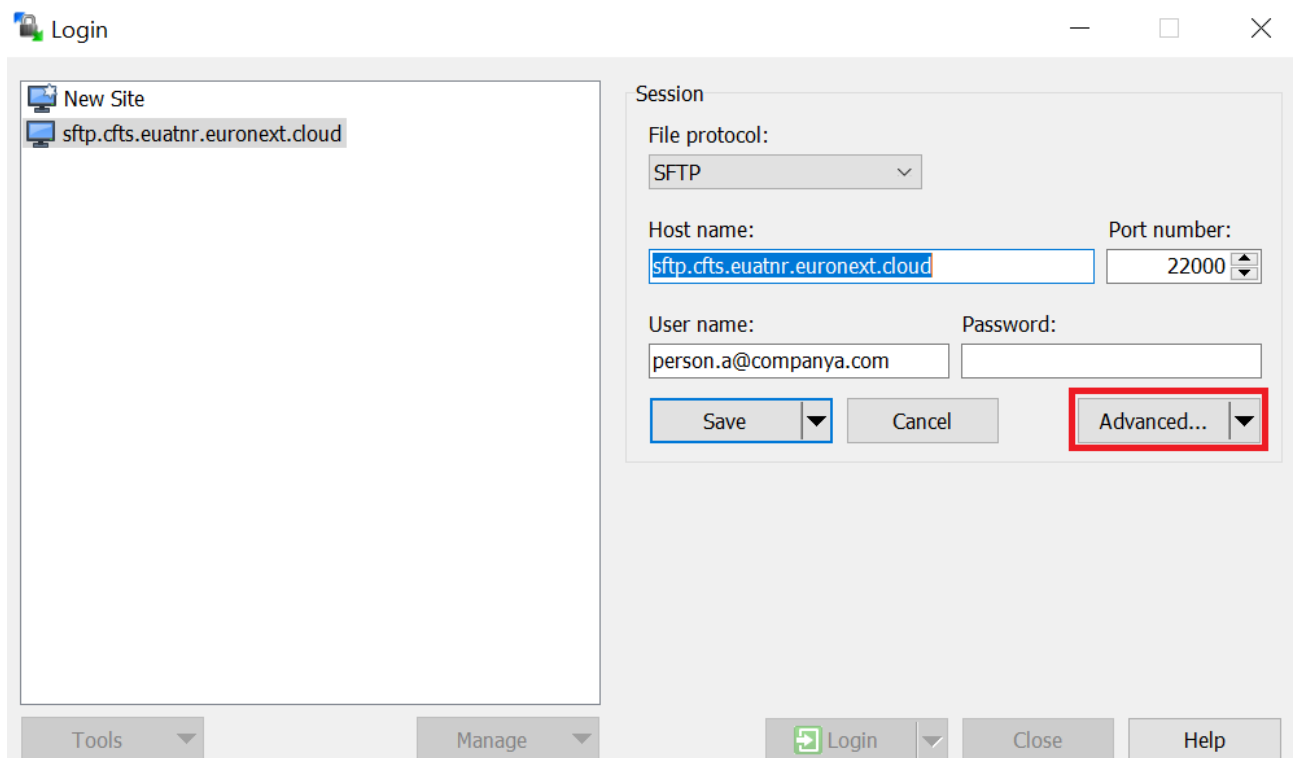 Login
New Site
sftp.cfts.euatnr.euronext.cloud
Session
File protocol:
SFTP
Host name:
Port number:
sftp.cfts.euatnr.euronext.cloud
22000
User name:
Password:
person.a@companya.com
Save
Cancel
Advanced...
Tools
Manage
Login
Close
Help